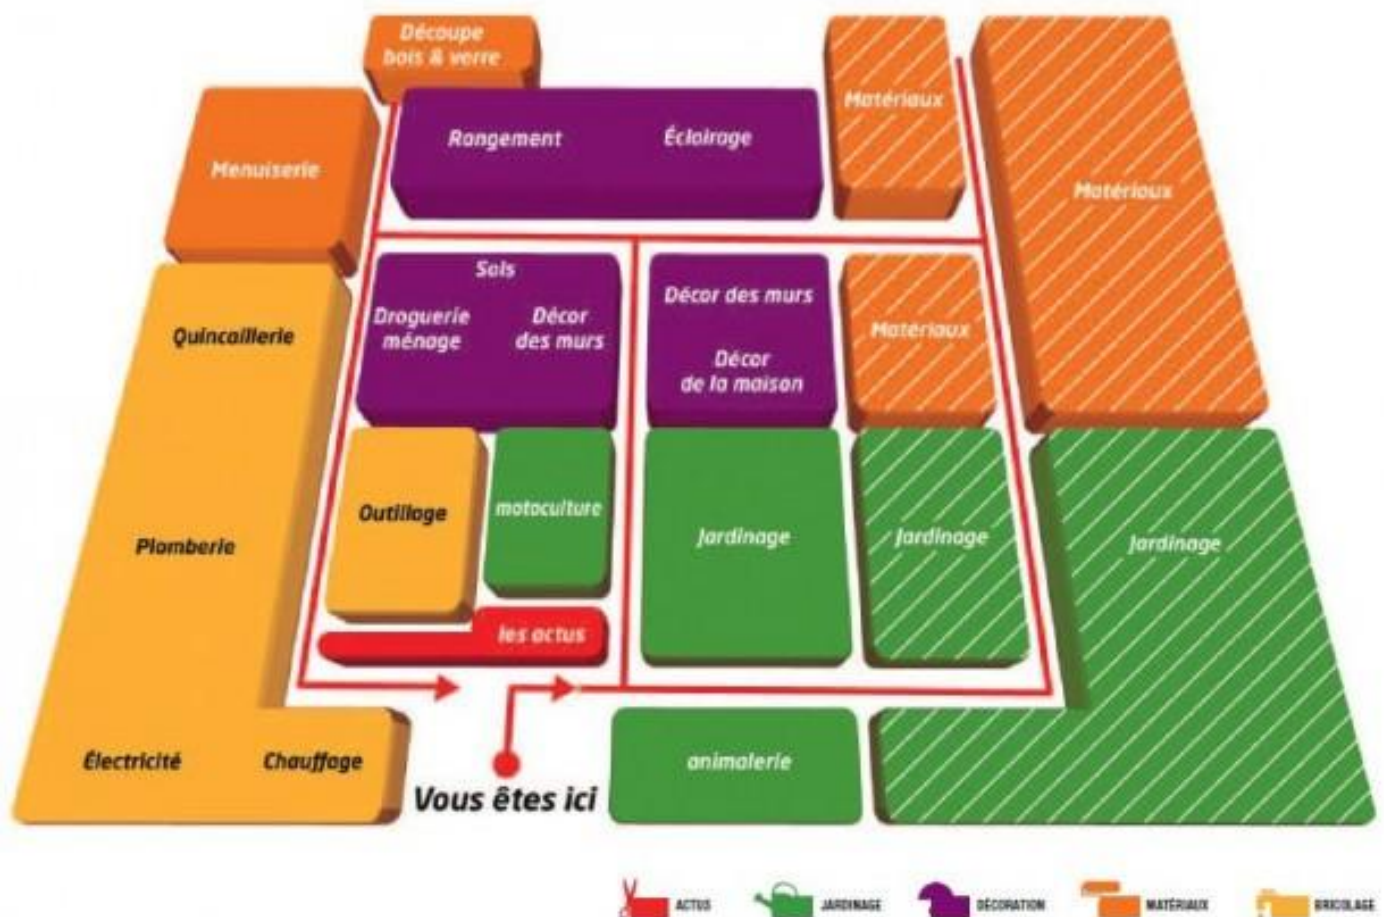 Découpe
bois & verre
Matériaux
Rangement
Éclairage
Menuiserie
Matériaux
Sols
Décor des murs
Droguerie
ménage
Décor
des murs
Matériaux
Quincaillerie
Décor
de la maison
Outillage
motoculture
Jardinage
Jardinage
Jardinage
Plomberie
les actus
Électricité
Chauffage
animalerie
Vous êtes ici
ACTUS
JARDINAGE
DÉCORATION
MATÉRIAUX
BRICOLAGE